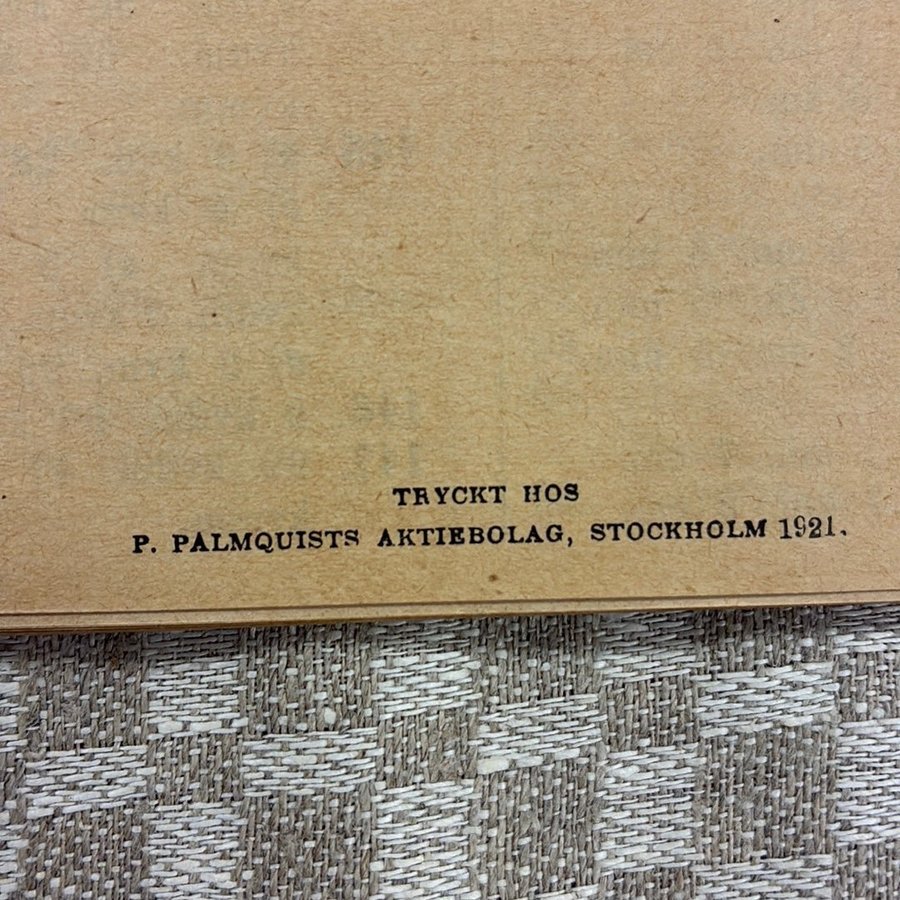 TRYCKT HOS
P. PALMQUISTS AKTIEBOLAG, STOCKHOLM 1921.